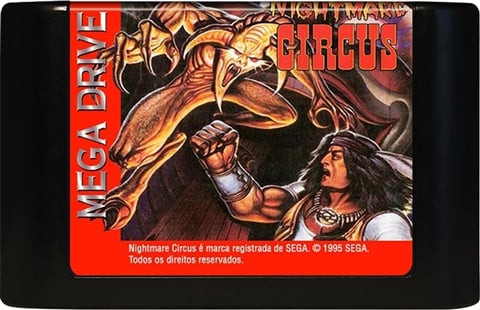 NIGHTMARE
CIRCUS
MEGA DRIVE
Nightmare Circus é marca registrada de SEGA. © 1995 SEGA.
Todos os direitos reservados.